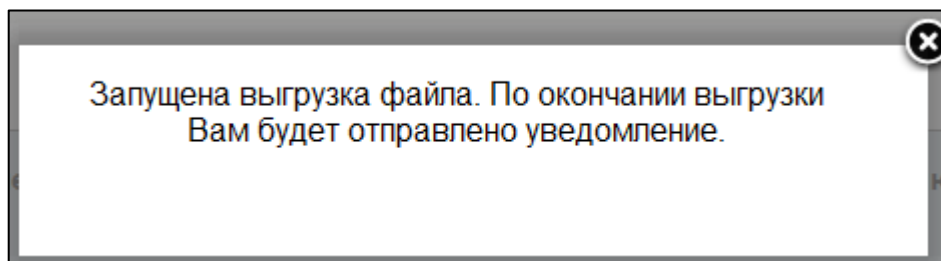 Запущена выгрузка файла. По окончании выгрузки
Вам будет отправлено уведомление.